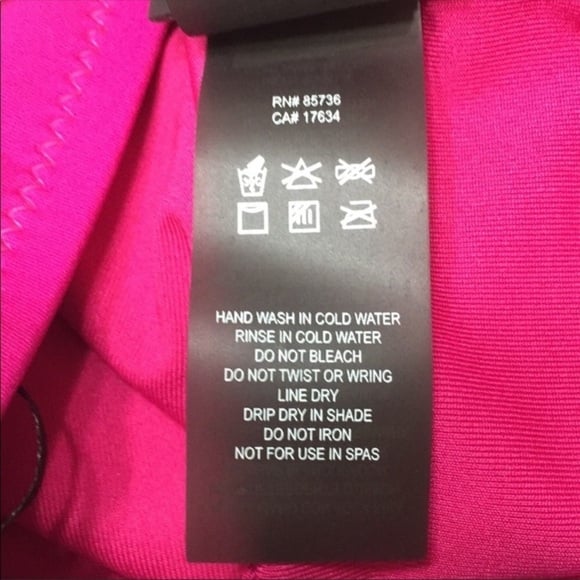 RN# 85736
CA# 17634
HAND WASH IN COLD WATER
RINSE IN COLD WATER
DO NOT BLEACH
DO NOT TWIST OR WRING
LINE DRY
DRIP DRY IN SHADE
DO NOT IRON
NOT FOR USE IN SPAS